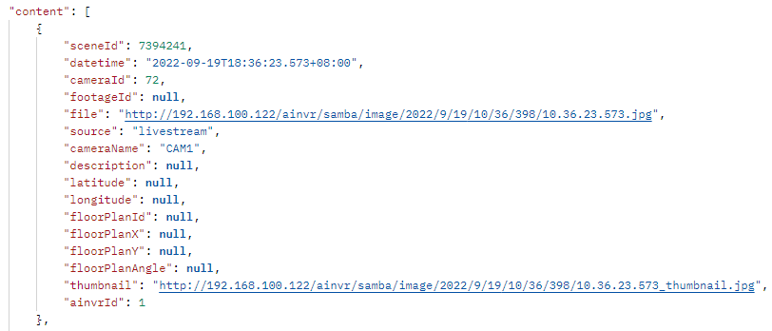 "content": [
{
"sceneId": 7394241,
"datetime": "2022-09-19T18:36:23.573+08:00",
"cameraId": 72,
"footageId": null,
"file": "http://192.168.100.122/ainvr/samba/image/2022/9/19/10/36/398/10.36.23.573.jpg",
"source": "livestream",
"cameraName": "CAM1",
"description": null,
"latitude": null,
"longitude": null,
"floorPlanId": null,
"floorPlanX": null,
"floorPlanY": null,
"floorPlanAngle": null,
"thumbnail": "http://192.168.100.122/ainvr/samba/image/2022/9/19/10/36/398/10.36.23.573_thumbnail.jpg",
"ainvrId": 1
},